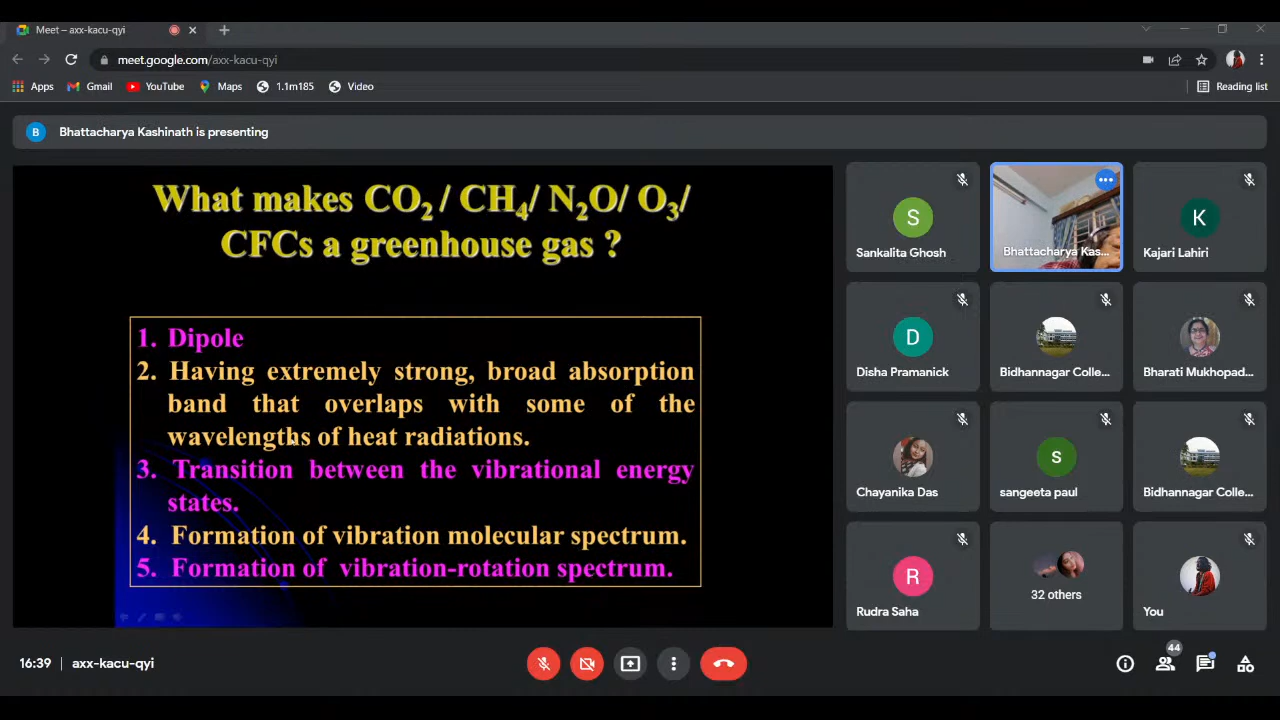 Meet – axx-kacu-qyi
meet.google.com/axx-kacu-qyi
Apps Gmail YouTube Maps 1.1m185 Video Reading list
B Bhattacharya Kashinath is presenting
What makes CO₂ / CH₄/ N₂O/ O₃/
CFCs a greenhouse gas ?
1. Dipole
2. Having extremely strong, broad absorption
band that overlaps with some of the
wavelengths of heat radiations.
3. Transition between the vibrational energy
states.
4. Formation of vibration molecular spectrum.
5. Formation of vibration-rotation spectrum.
S
Sankalita Ghosh
Bhattacharya Kas...
K
Kajari Lahiri
D
Disha Pramanick
Bidhannagar Colle...
Bharati Mukhopad...
Chayanika Das
s
sangeeta paul
Bidhannagar Colle...
R
Rudra Saha
32 others
You
16:39 | axx-kacu-qyi
44